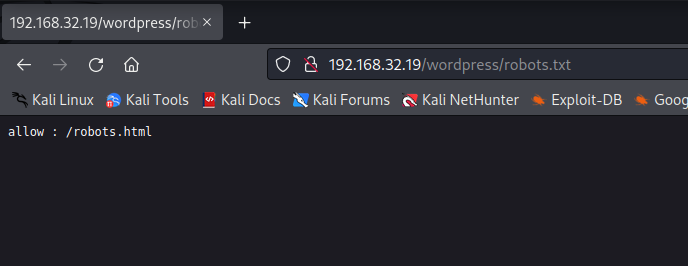 192.168.32.19/wordpress/rob
192.168.32.19/wordpress/robots.txt
Kali Linux Kali Tools Kali Docs Kali Forums Kali NetHunter Exploit-DB Goog
allow : /robots.html